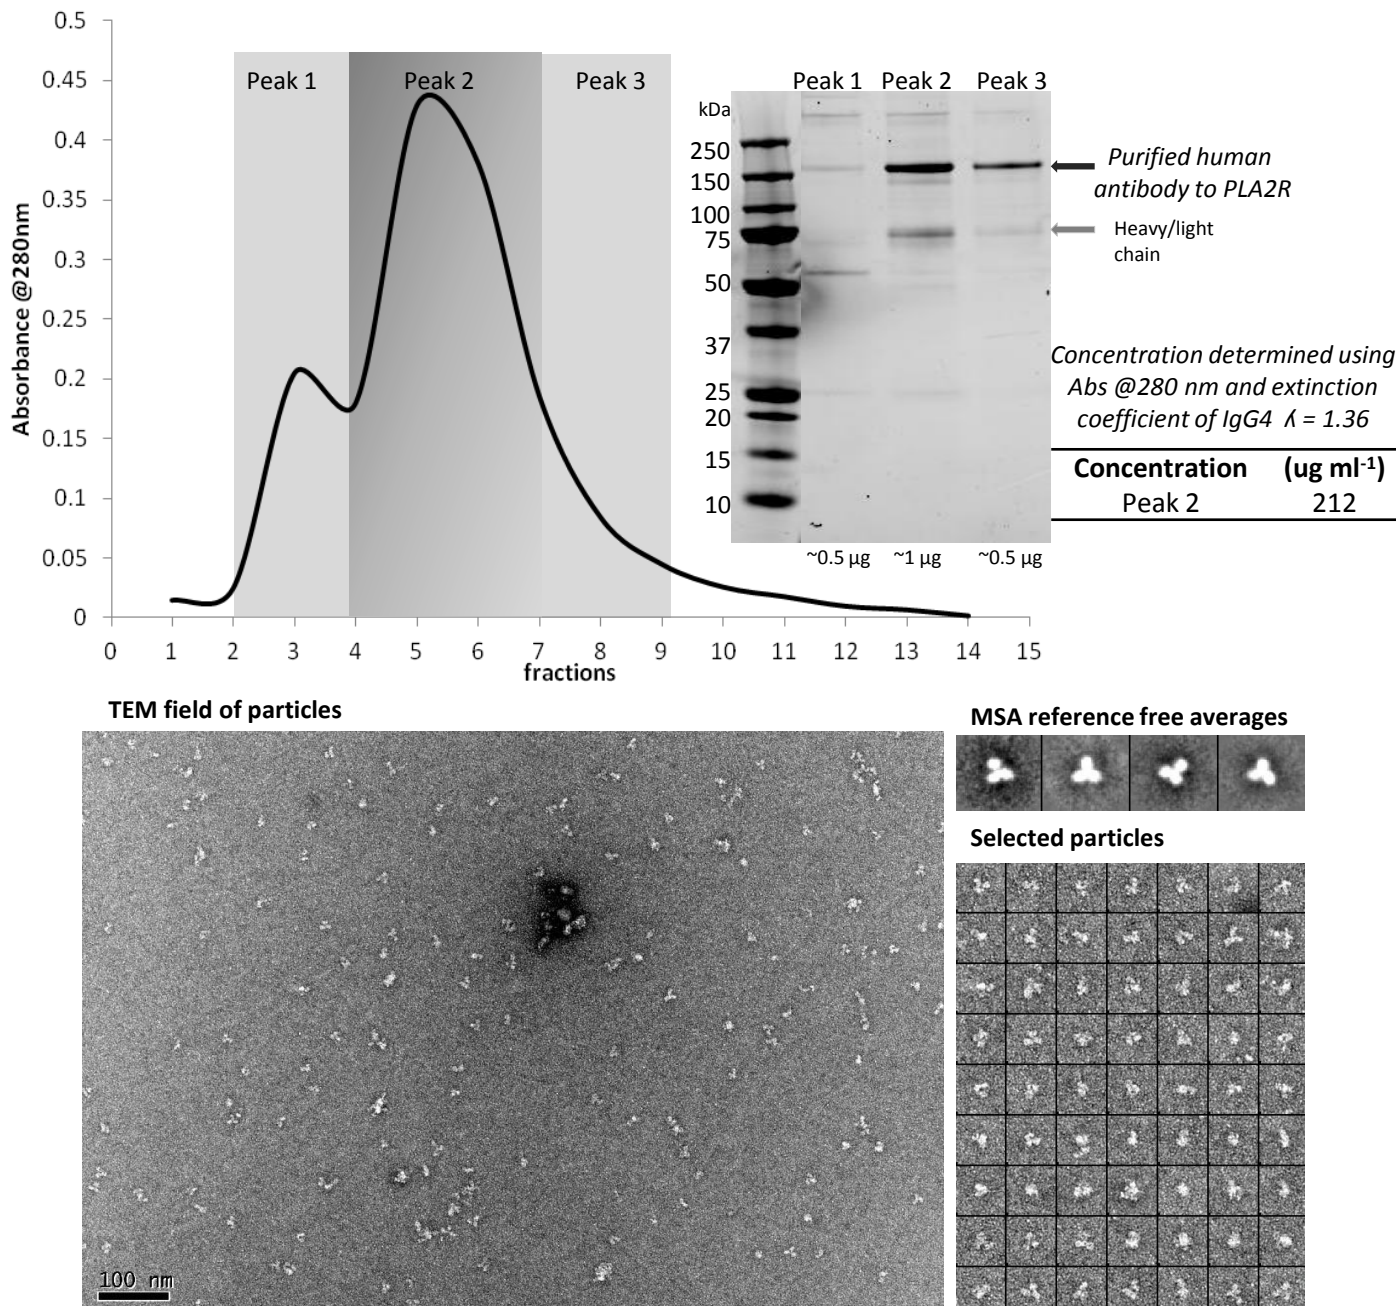 0.5
0.45
0.4
0.35
0.3
0.25
0.2
0.15
0.1
0.05
0
Absorbance @280nm
Peak 1
Peak 2
Peak 3
0 1 2 3 4 5 6 7 8 9 10 11 12 13 14 15
fractions
Peak 1 Peak 2 Peak 3
kDa
250
150
100
75
50
37
25
20
15
10
~0.5 µg ~1 µg ~0.5 µg
Purified human
antibody to PLA2R
Heavy/light
chain
Concentration determined using
Abs @280 nm and extinction
coefficient of IgG4 ʎ = 1.36
Concentration (ug ml-1)
Peak 2 212
TEM field of particles
100 nm
MSA reference free averages
Selected particles